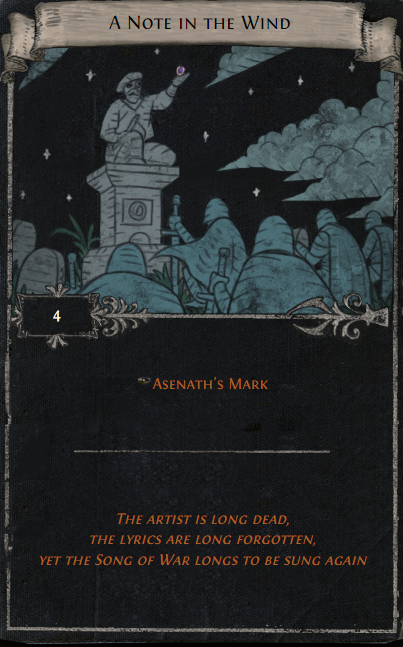 A Note in the Wind
4
Asenath's Mark
The artist is long dead,
the lyrics are long forgotten,
yet the Song of War longs to be sung again